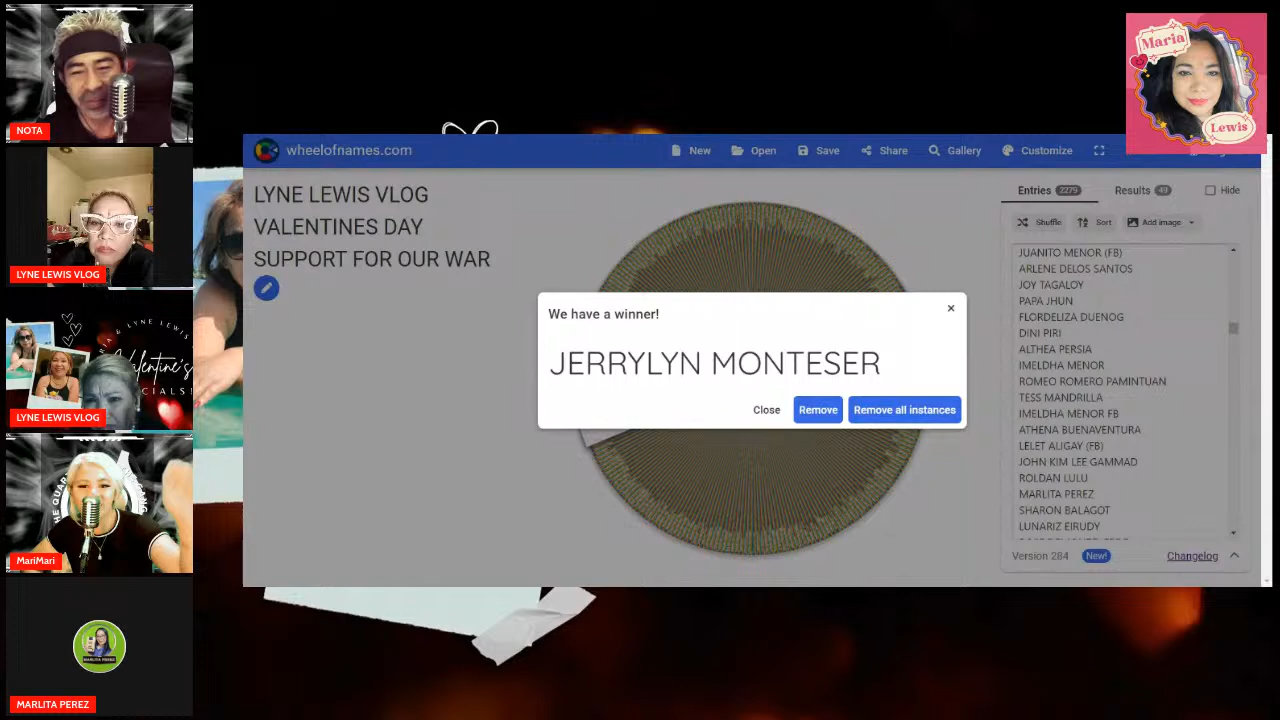 NOTA
LYNE LEWIS VLOG
LYNE LEWIS VLOG
MariMari
MARLITA PEREZ
Maria
Lewis
wheelofnames.com
New
Open
Save
Share
Gallery
Customize
LYNE LEWIS VLOG
VALENTINES DAY
SUPPORT FOR OUR WAR
We have a winner!
JERRYLYN MONTESER
Close
Remove
Remove all instances
Entries 2279
Results 49
Hide
Shuffle
Sort
Add image
JUANITO MENOR (FB)
ARLENE DELOS SANTOS
JOY TAGALOY
PAPA JHUN
FLORDELIZA DUENOG
DINI PIRI
ALTHEA PERSIA
IMELDHA MENOR
ROMEO ROMERO PAMINTUAN
TESS MANDRILLA
IMELDHA MENOR FB
ATHENA BUENAVENTURA
LELET ALIGAY (FB)
JOHN KIM LEE GAMMAD
ROLDAN LULU
MARLITA PEREZ
SHARON BALAGOT
LUNARIZ EIRUDY
Version 284
New!
Changelog